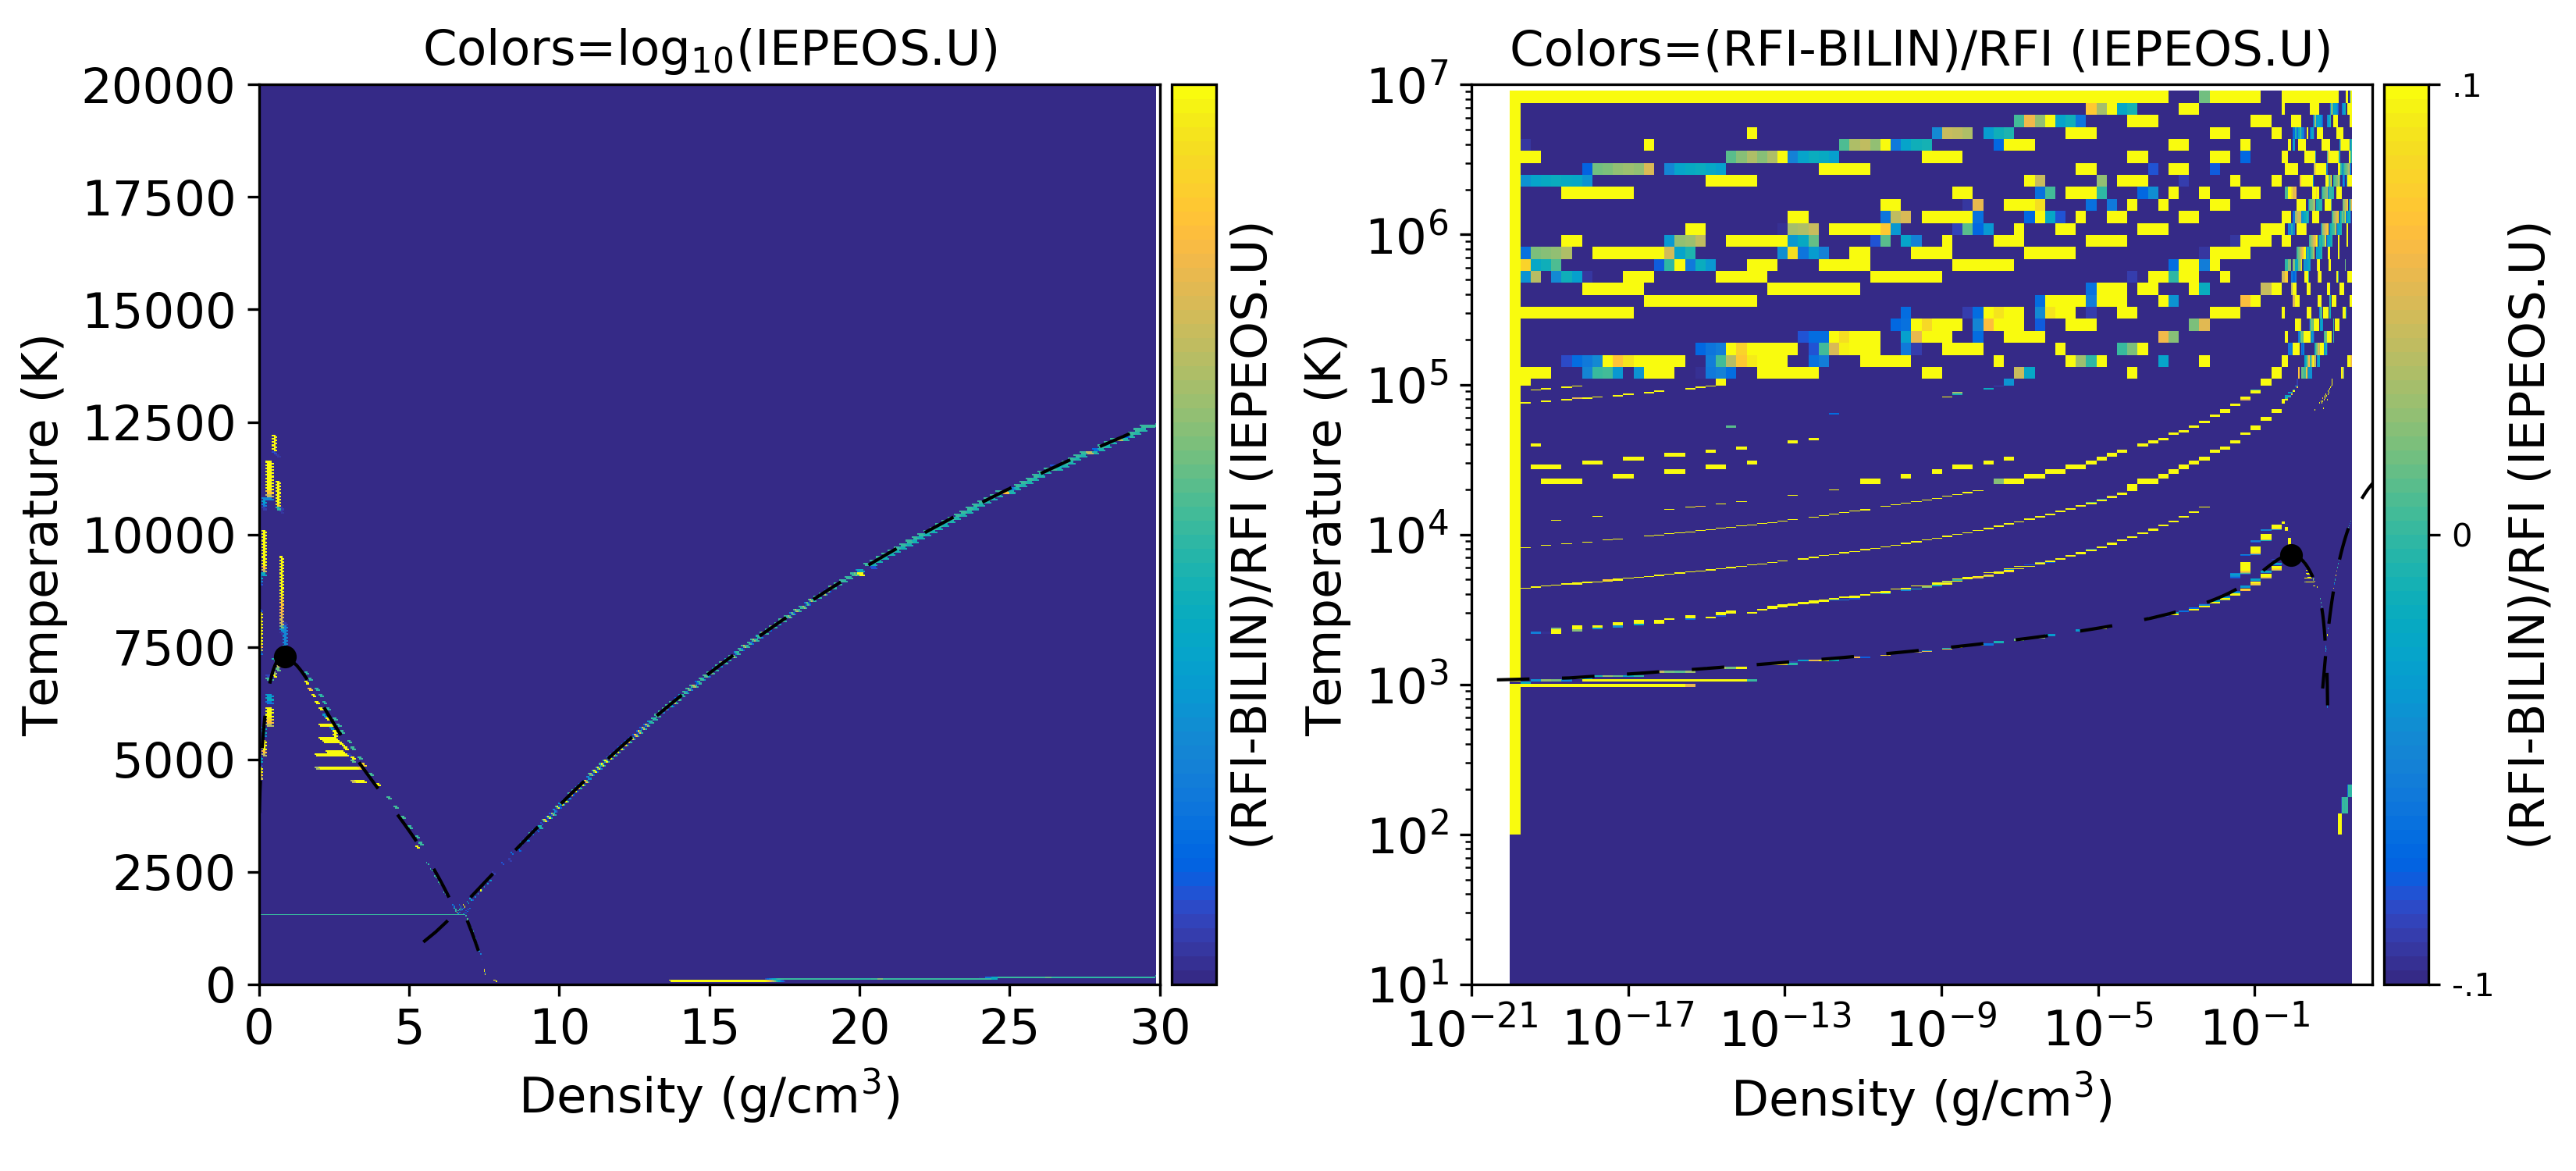 Colors=log₁₀(IEPEOS.U)
20000
17500
15000
12500
10000
7500
5000
2500
0
Temperature (K)
0 5 10 15 20 25 30
Density (g/cm³)
(RFI-BILIN)/RFI (IEPEOS.U)
Colors=(RFI-BILIN)/RFI (IEPEOS.U)
10⁷
10⁶
10⁵
10⁴
10³
10²
10¹
Temperature (K)
10⁻²¹ 10⁻¹⁷ 10⁻¹³ 10⁻⁹ 10⁻⁵ 10⁻¹
Density (g/cm³)
.1
0
-.1
(RFI-BILIN)/RFI (IEPEOS.U)